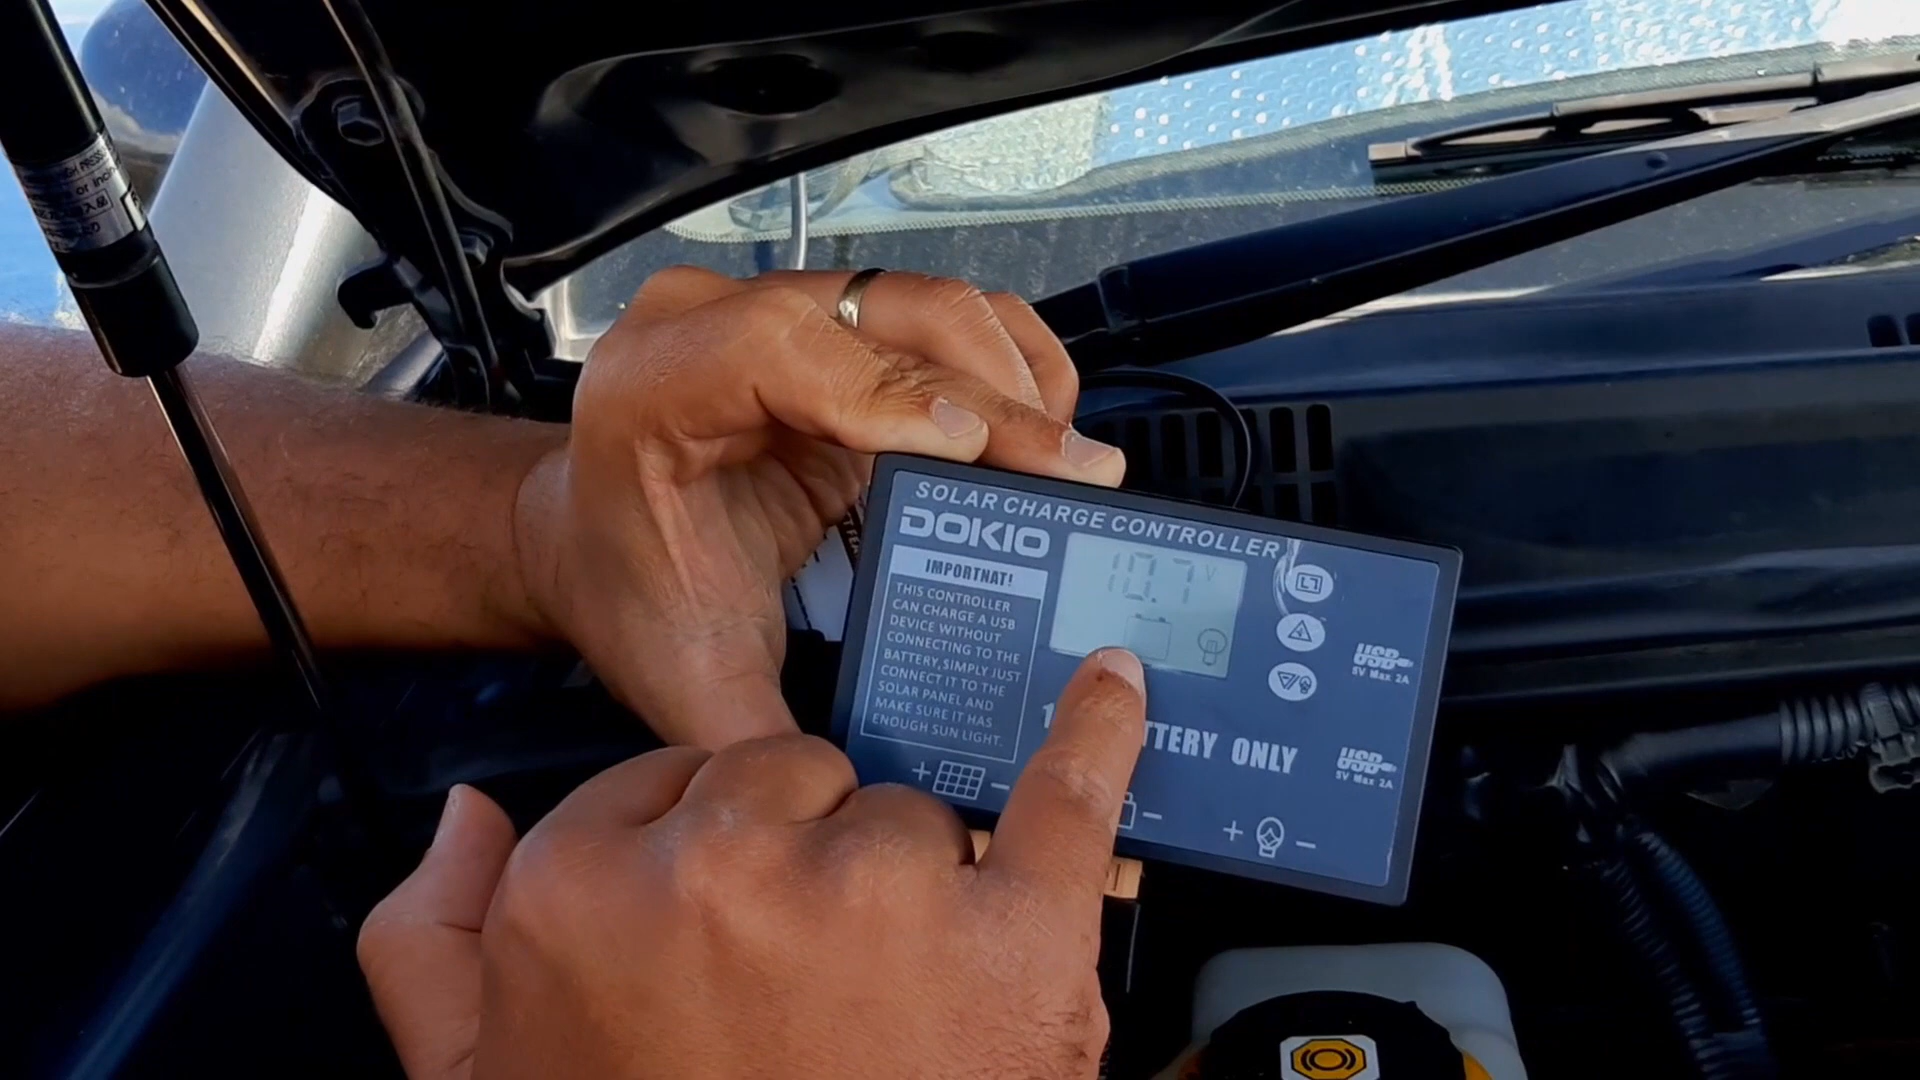 SOLAR CHARGE CONTROLLER
DOKIO
IMPORTNAT!
THIS CONTROLLER
CAN CHARGE A USB
DEVICE WITHOUT
CONNECTING TO THE
BATTERY, SIMPLY JUST
CONNECT IT TO THE
SOLAR PANEL AND
MAKE SURE IT HAS
ENOUGH SUN LIGHT.
10.7 V
USB
5V Max 2A
TTERY ONLY
USB
5V Max 2A
+ −
−
+ −
or